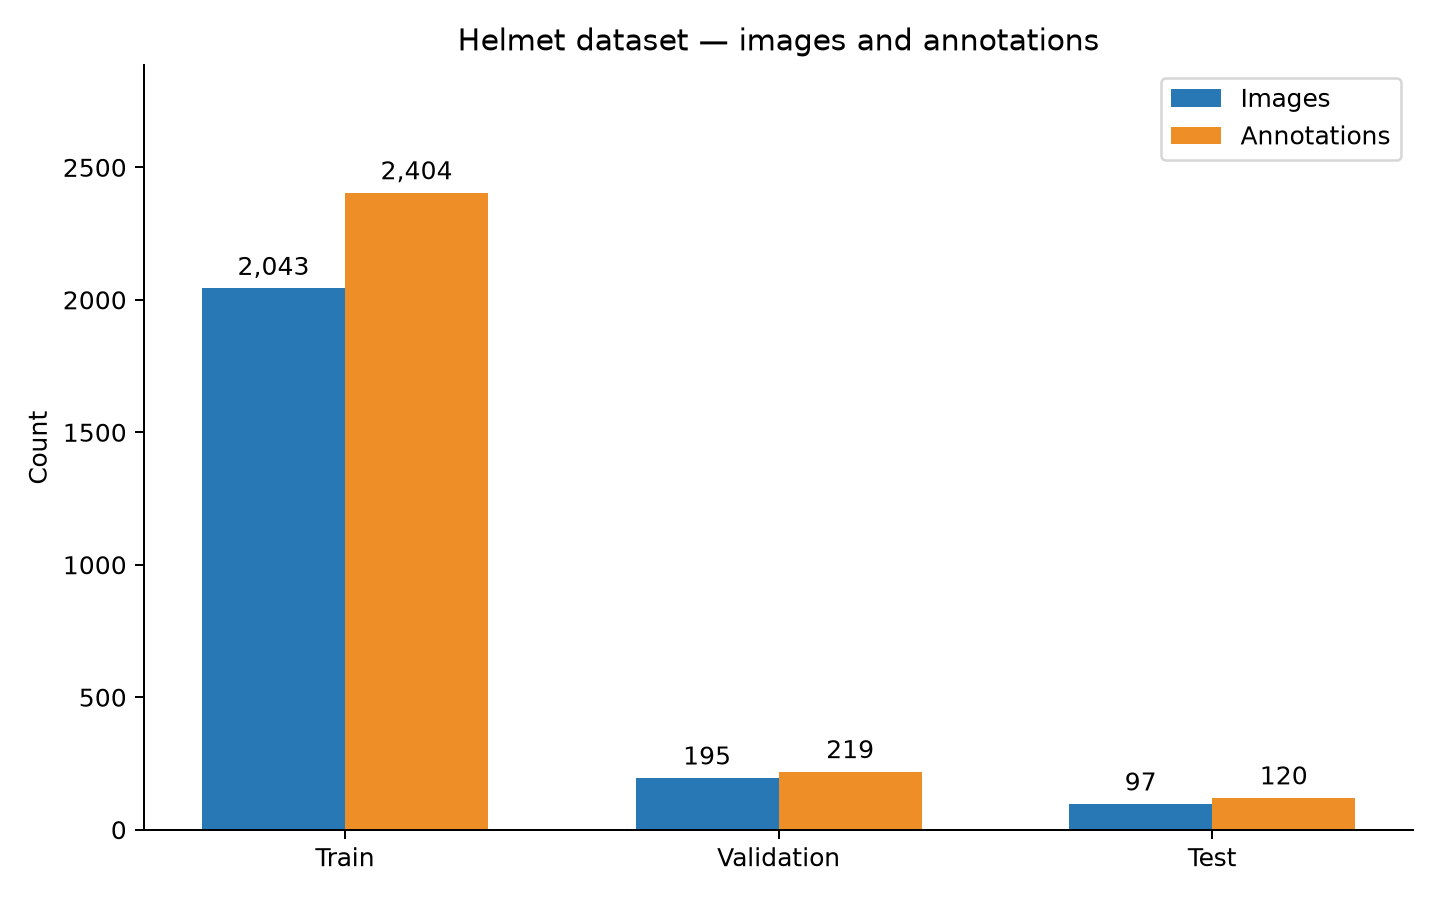 Helmet dataset — images and annotations
Images
Annotations
Count
2500
2000
1500
1000
500
0
2,043
2,404
195
219
97
120
Train
Validation
Test